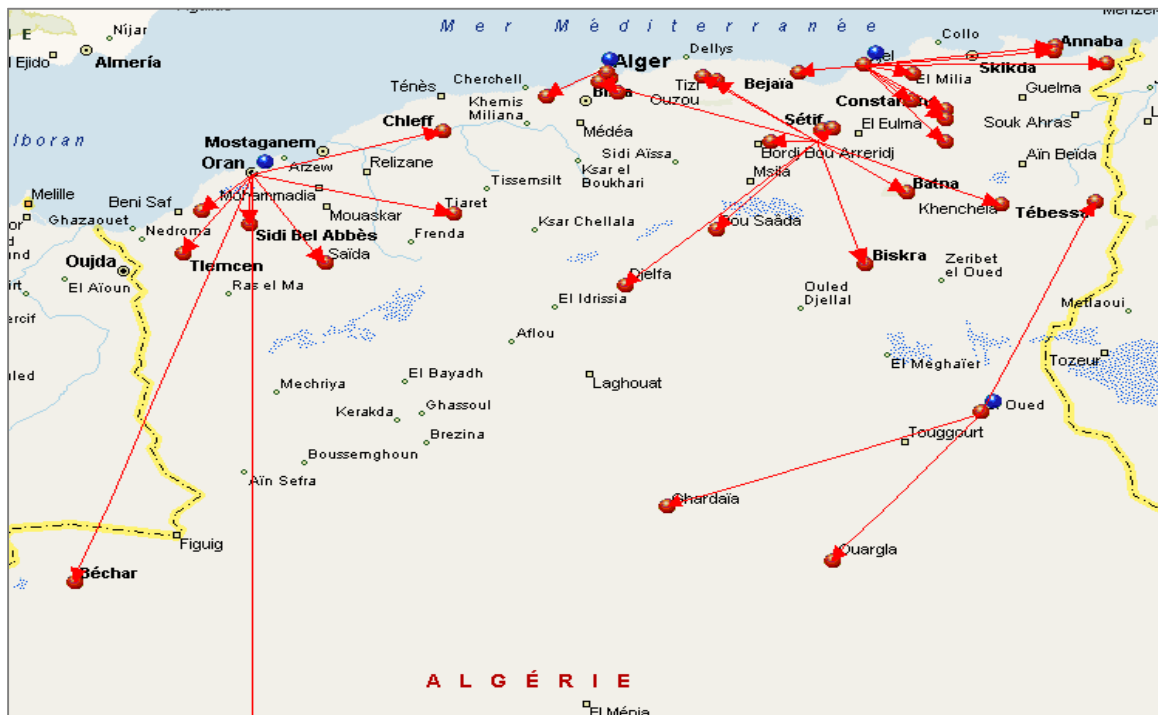 Mer Méditerranée
Níjar
Almería
l Ejido
Dellys
Collo
Annaba
Alger
Skikda
El Milia
Cherchell
Ténès
Tizi
Ouzou
Bejaïa
Khemis
Miliana
Guelma
Constantin
Chleff
Médéa
Sétif
El Eulma
Souk Ahras
lboran
Mostaganem
Oran
Arzew
Relizane
Sidi Aïssa
Bordj Bou Arreridj
Msila
Aïn Beïda
Ksar el
Boukhari
Melille
Beni Saf
Mohammadia
Tissemsilt
Batna
Khenchela
Tébessa
Ghazaouet
Mouaskar
Tiaret
Nedroma
Sidi Bel Abbès
Frenda
Ksar Chellala
Bou Saâda
Oujda
Tlemcen
Saïda
Biskra
Zeribet
el Oued
El Aïoun
Ras el Ma
Djelfa
Ouled
Djellal
El Idrissia
Metlaoui
Aflou
El Meghaïer
Tozeur
Mechriya
El Bayadh
Laghouat
Kerakda
Ghassoul
El Oued
Brezina
Touggourt
Boussemghoun
Aïn Sefra
Ghardaïa
Figuig
Ouargla
Béchar
ALGÉRIE
El Ménia